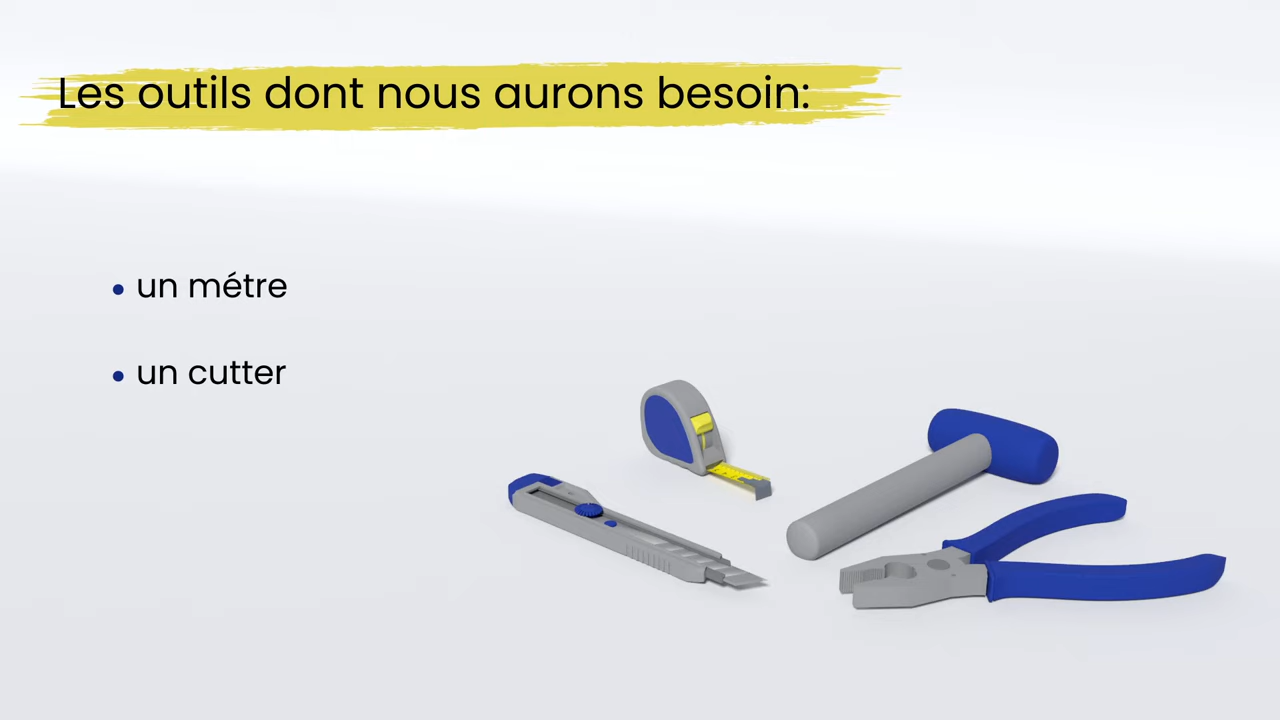 Les outils dont nous aurons besoin:
• un métre
• un cutter